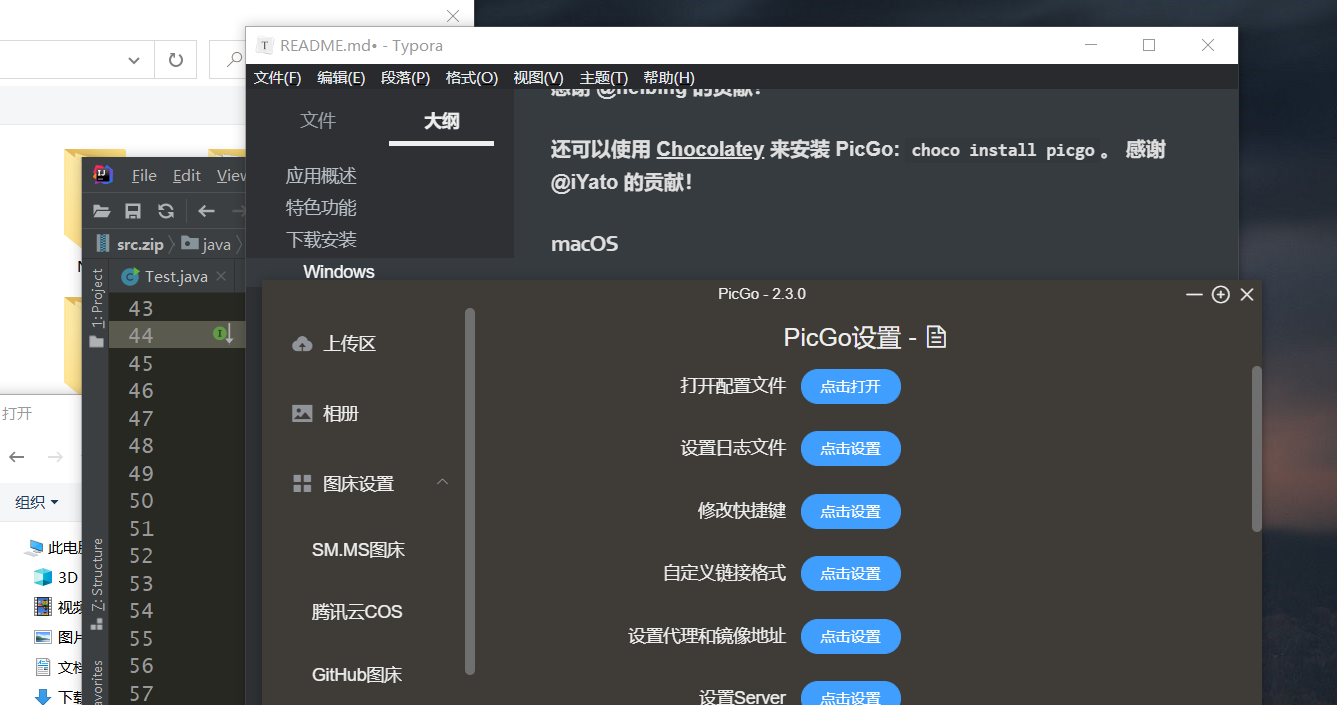 README.md• - Typora
文件(F) 编辑(E) 段落(P) 格式(O) 视图(V) 主题(T) 帮助(H)
文件 大纲
应用概述
特色功能
下载安装
Windows
感谢 @helbing 的贡献！
还可以使用 Chocolatey 来安装 PicGo: choco install picgo 。 感谢
@iYato 的贡献！
macOS
File Edit View
src.zip java
Test.java
1: Project
Z: Structure
43
44
45
46
47
48
49
50
51
52
53
54
55
56
57
打开
组织
3D
视频
图片
文档
下载
PicGo - 2.3.0
上传区
相册
图床设置
SM.MS图床
腾讯云COS
GitHub图床
PicGo设置 -
打开配置文件 点击打开
设置日志文件 点击设置
修改快捷键 点击设置
自定义链接格式 点击设置
设置代理和镜像地址 点击设置
设置Server 点击设置